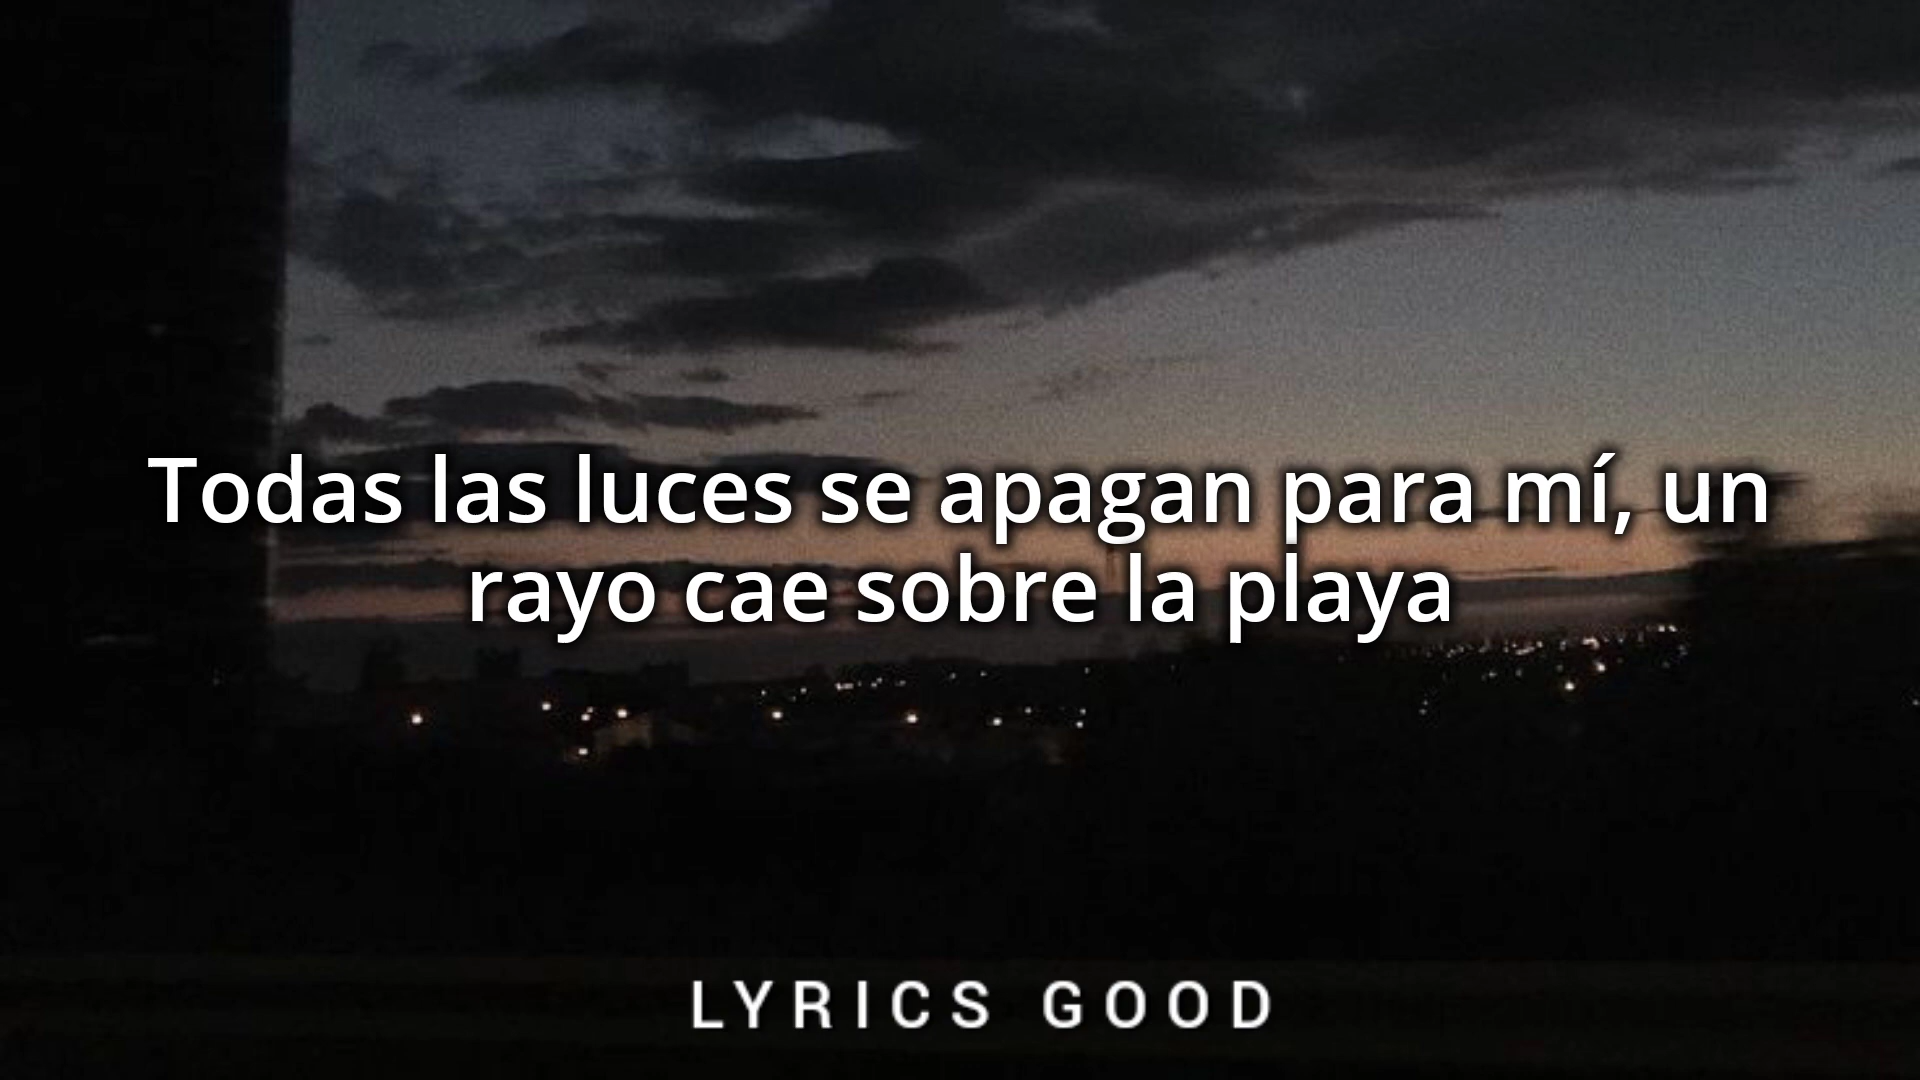 Todas las luces se apagan para mí, un
rayo cae sobre la playa
LYRICS GOOD